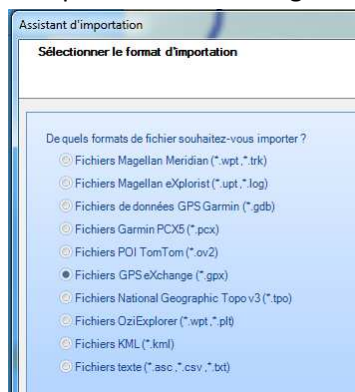 Assistant d'importation
Sélectionner le format d'importation
De quels formats de fichier souhaitez-vous importer ?
Fichiers Magellan Meridian (*.wpt,*.trk)
Fichiers Magellan eXplorist (*.upt,*.log)
Fichiers de données GPS Garmin (*.gdb)
Fichiers Garmin PCX5 (*.pcx)
Fichiers POI TomTom (*.ov2)
Fichiers GPS eXchange (*.gpx)
Fichiers National Geographic Topo v3 (*.tpo)
Fichiers OziExplorer (*.wpt,*.plt)
Fichiers KML (*.kml)
Fichiers texte (*.asc,*.csv,*.txt)